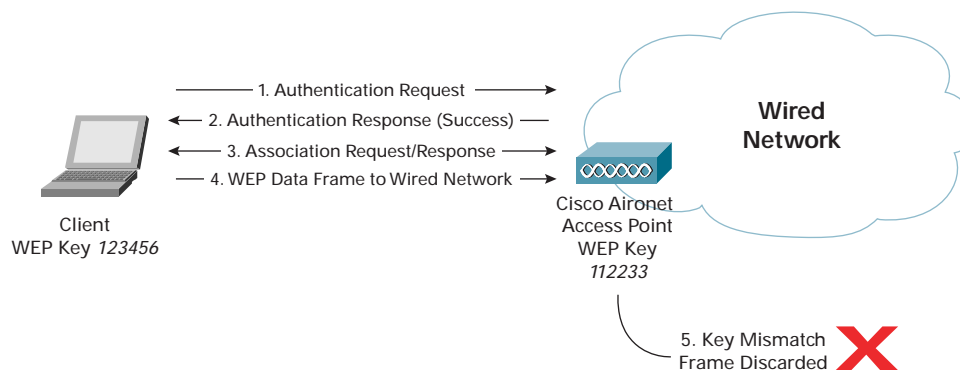 1. Authentication Request
2. Authentication Response (Success)
3. Association Request/Response
4. WEP Data Frame to Wired Network
Wired
Network
Client
WEP Key 123456
Cisco Aironet
Access Point
WEP Key
112233
5. Key Mismatch
Frame Discarded